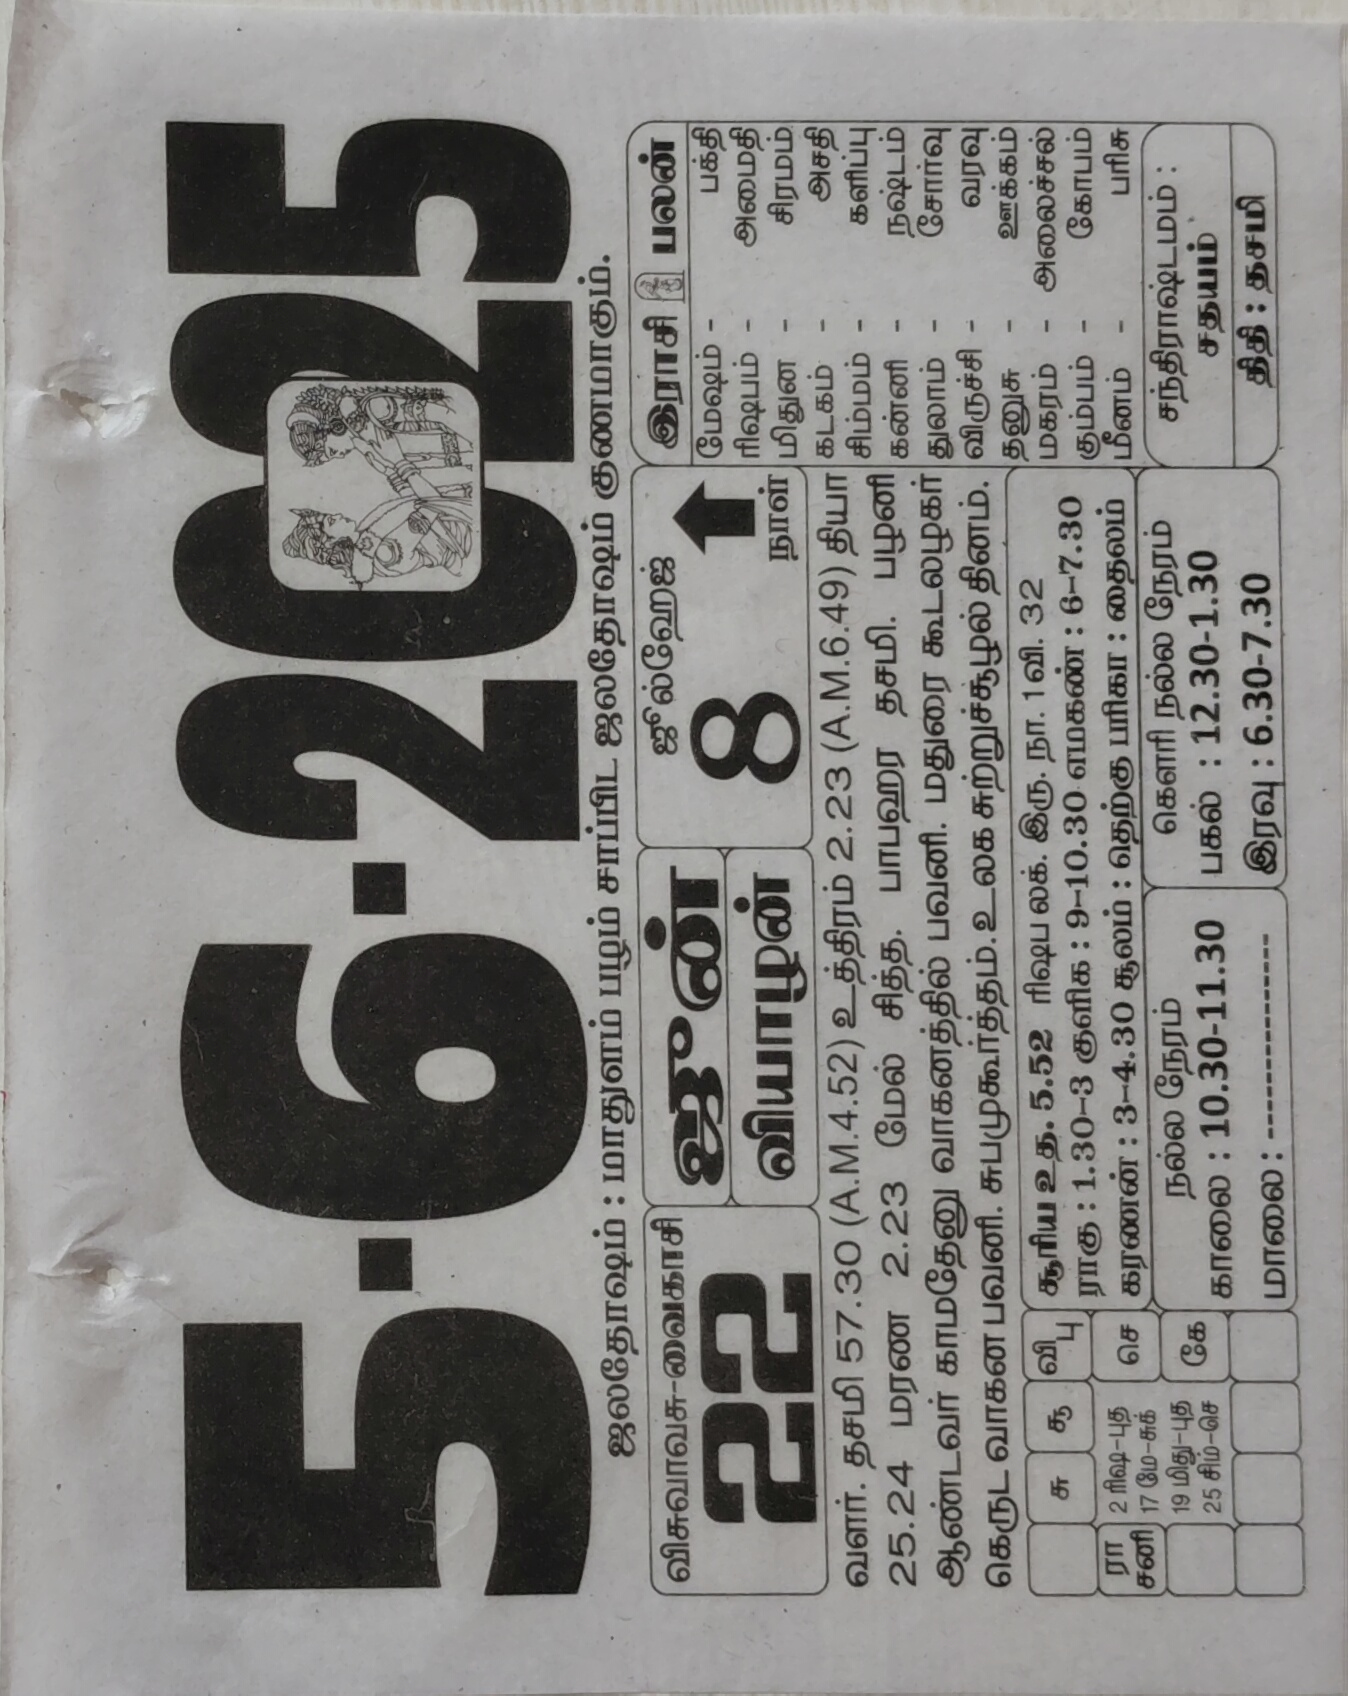 5.6.2025
ஜலதோஷம் : மாதுளம் பழம் சாப்பிட ஜலதோஷம் குணமாகும்.
விசுவாவசு-வைகாசி
22
ஜூன்
வியாழன்
ஜுல்ஹேஜ்
8
நாள்
வளர். தசமி 57.30 (A.M.4.52) உத்திரம் 2.23 (A.M.6.49) தியா
25.24 மரண 2.23 மேல் சித்த. பாபஹர தசமி. பழனி
ஆண்டவர் காமதேனு வாகனத்தில் பவனி. மதுரை கூடலழகர்
கெருட வாகன பவனி. சுபமுகூர்த்தம். உலக சுற்றுச்சூழல் தினம்.
இராசி பலன்
மேஷம் - பக்தி
ரிஷபம் - அமைதி
மிதுன - சிரமம்
கடகம் - அசதி
சிம்மம் - களிப்பு
கன்னி - நஷ்டம்
துலாம் - சோர்வு
விருச்சி - வரவு
தனுசு - ஊக்கம்
மகரம் - அலைச்சல்
கும்பம் - கோபம்
மீனம் - பரிசு
சந்திராஷ்டமம் :
சதயம்
திதி : தசமி
சு சூ வி பு
ரா சனி
2 ரிஷ-புத
17 மே-சுக்
19 மிது-புத
25 சிம்-செ
செ
கே
சூரிய உத. 5.52 ரிஷப லக். இரு. நா. 1 வி. 32
ராகு : 1.30-3 குளிக : 9-10.30 எமகண் : 6-7.30
கரணன் : 3-4.30 சூலம் : தெற்கு பரிகா : தைலம்
நல்ல நேரம்
காலை : 10.30-11.30
மாலை : -------------
கௌரி நல்ல நேரம்
பகல் : 12.30-1.30
இரவு : 6.30-7.30